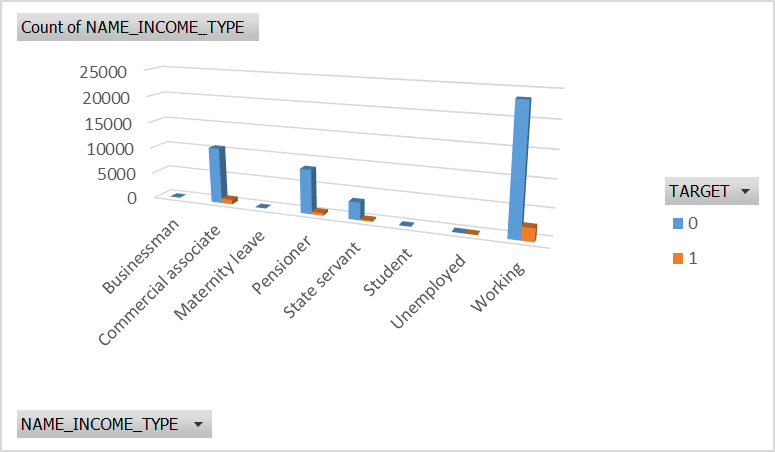 Count of NAME_INCOME_TYPE
25000
20000
15000
10000
5000
0
Businessman
Commercial associate
Maternity leave
Pensioner
State servant
Student
Unemployed
Working
TARGET
0
1
NAME_INCOME_TYPE